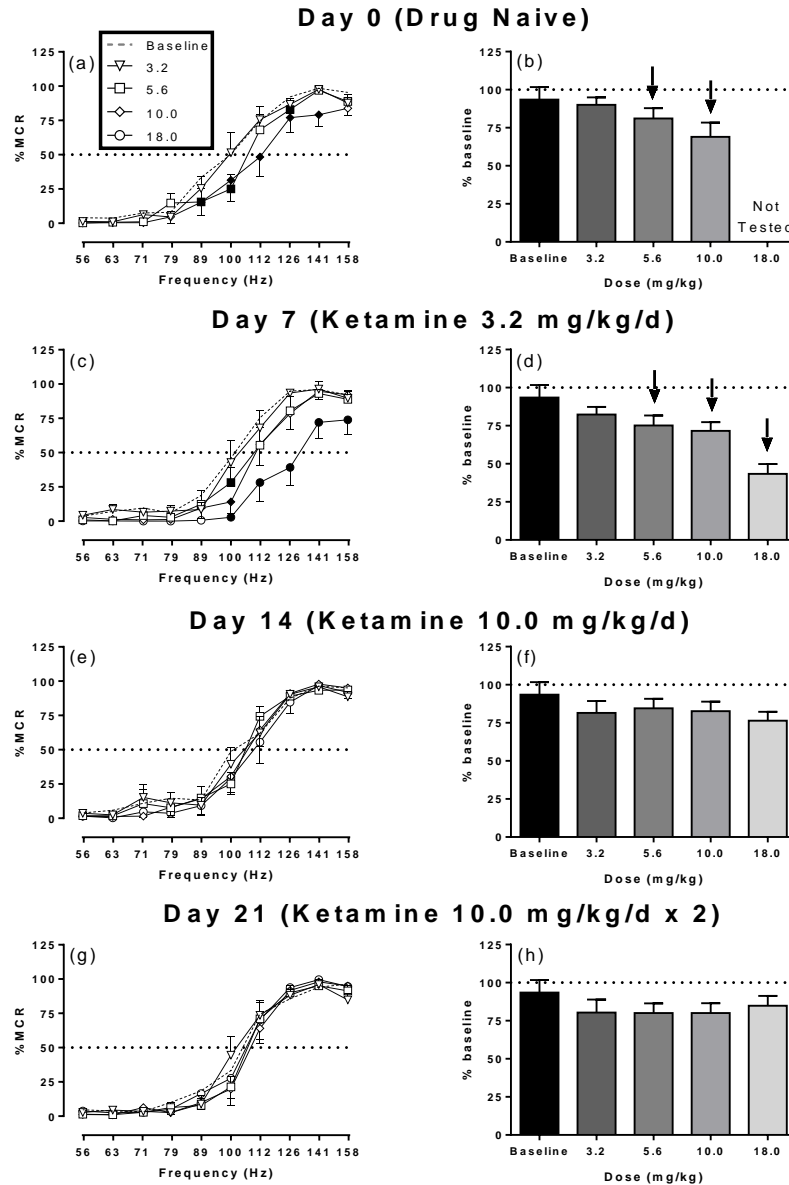 Day 0 (Drug Naive)
(a)
Baseline
3.2
5.6
10.0
18.0
125
100
75
50
25
0
%MCR
56 63 71 79 89 100 112 126 141 158
Frequency (Hz)
(b)
125
100
75
50
25
0
% baseline
Not
Tested
Baseline 3.2 5.6 10.0 18.0
Dose (mg/kg)
Day 7 (Ketamine 3.2 mg/kg/d)
(c)
125
100
75
50
25
0
%MCR
56 63 71 79 89 100 112 126 141 158
Frequency (Hz)
(d)
125
100
75
50
25
0
% baseline
Baseline 3.2 5.6 10.0 18.0
Dose (mg/kg)
Day 14 (Ketamine 10.0 mg/kg/d)
(e)
125
100
75
50
25
0
%MCR
56 63 71 79 89 100 112 126 141 158
Frequency (Hz)
(f)
125
100
75
50
25
0
% baseline
Baseline 3.2 5.6 10.0 18.0
Dose (mg/kg)
Day 21 (Ketamine 10.0 mg/kg/d x 2)
(g)
125
100
75
50
25
0
%MCR
56 63 71 79 89 100 112 126 141 158
Frequency (Hz)
(h)
125
100
75
50
25
0
% baseline
Baseline 3.2 5.6 10.0 18.0
Dose (mg/kg)